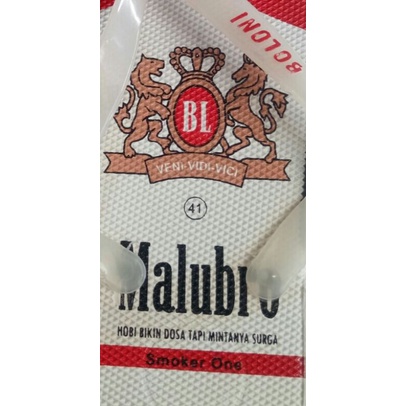 BOLONI
BL
VENI·VIDI·VICI
41
Malubro
HOBI BIKIN DOSA TAPI MINTANYA SURGA
Smoker One